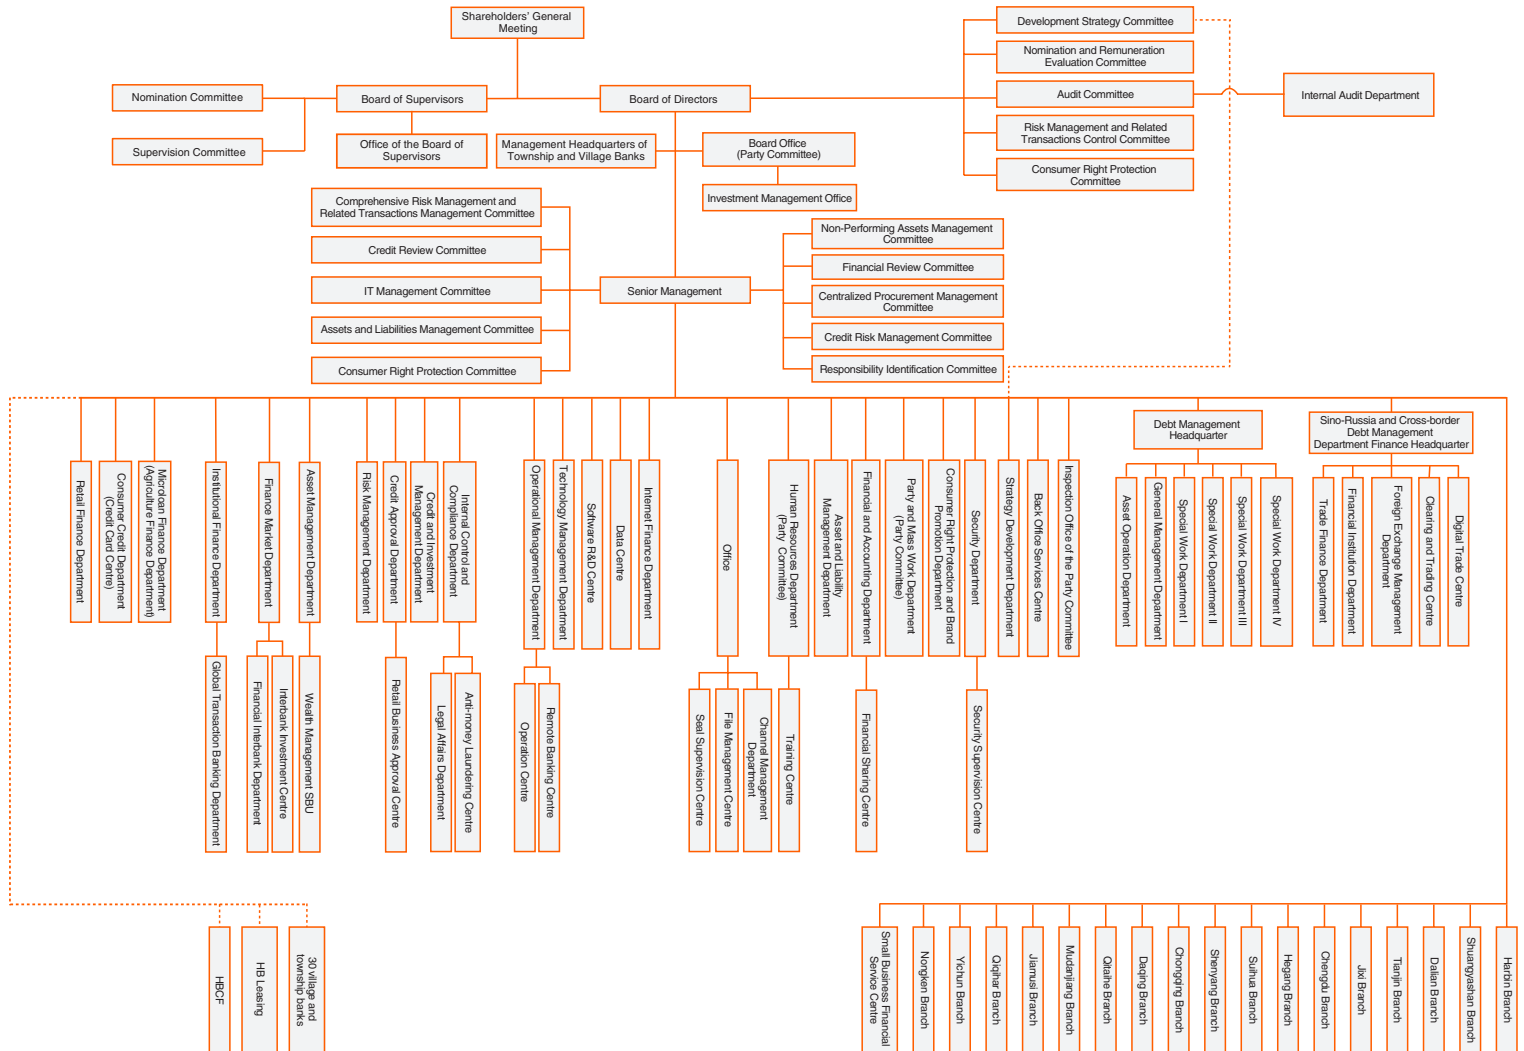 Shareholders' General
Meeting
Development Strategy Committee
Nomination and Remuneration
Evaluation Committee
Nomination Committee
Board of Supervisors
Board of Directors
Audit Committee
Internal Audit Department
Supervision Committee
Office of the Board of
Supervisors
Management Headquarters of
Township and Village Banks
Board Office
(Party Committee)
Risk Management and Related
Transactions Control Committee
Investment Management Office
Consumer Right Protection
Committee
Comprehensive Risk Management and
Related Transactions Management Committee
Credit Review Committee
IT Management Committee
Assets and Liabilities Management Committee
Consumer Right Protection Committee
Senior Management
Non-Performing Assets Management
Committee
Financial Review Committee
Centralized Procurement Management
Committee
Credit Risk Management Committee
Responsibility Identification Committee
Debt Management
Headquarter
Sino-Russia and Cross-border
Debt Management
Department Finance Headquarter
Retail Finance Department
Consumer Credit Department
(Credit Card Centre)
Microloan Finance Department
(Agriculture Finance Department)
Institutional Finance Department
Finance Market Department
Asset Management Department
Risk Management Department
Credit Approval Department
Credit and Investment
Management Department
Internal Control and
Compliance Department
Operational Management Department
Technology Management Department
Software R&D Centre
Data Centre
Internet Finance Department
Office
Human Resources Department
(Party Committee)
Asset and Liability
Management Department
Financial and Accounting Department
Party and Mass Work Department
(Party Committee)
Consumer Right Protection and Brand
Promotion Department
Security Department
Strategy Development Department
Back Office Services Centre
Inspection Office of the Party Committee
Asset Operation Department
General Management Department
Special Work Department I
Special Work Department II
Special Work Department III
Special Work Department IV
Trade Finance Department
Financial Institution Department
Foreign Exchange Management
Department
Clearing and Trading Centre
Digital Trade Centre
Global Transaction Banking Department
Financial Interbank Department
Interbank Investment Centre
Wealth Management SBU
Retail Business Approval Centre
Legal Affairs Department
Anti-money Laundering Centre
Operation Centre
Remote Banking Centre
Seal Supervision Centre
File Management Centre
Channel Management
Department
Training Centre
Financial Sharing Centre
Security Supervision Centre
HBCF
HB Leasing
30 village and
township banks
Small Business Financial
Service Centre
Nongken Branch
Yichun Branch
Qiqihar Branch
Jiamusi Branch
Mudanjiang Branch
Qitaihe Branch
Daqing Branch
Chongqing Branch
Shenyang Branch
Suihua Branch
Hegang Branch
Chengdu Branch
Jixi Branch
Tianjin Branch
Dalian Branch
Shuangyashan Branch
Harbin Branch